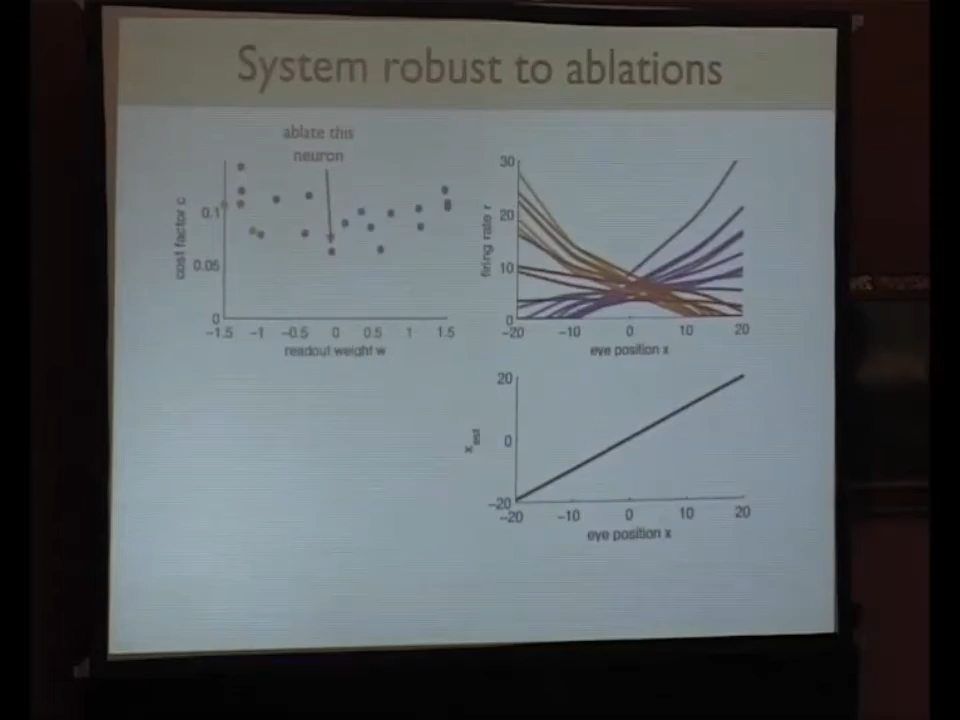 System robust to ablations
ablate this
neuron
cost factor c
0.1
0.05
0
−1.5 −1 −0.5 0 0.5 1 1.5
readout weight w
firing rate r
30
20
10
0
−20 −10 0 10 20
eye position x
x est
20
0
−20
−20 −10 0 10 20
eye position x